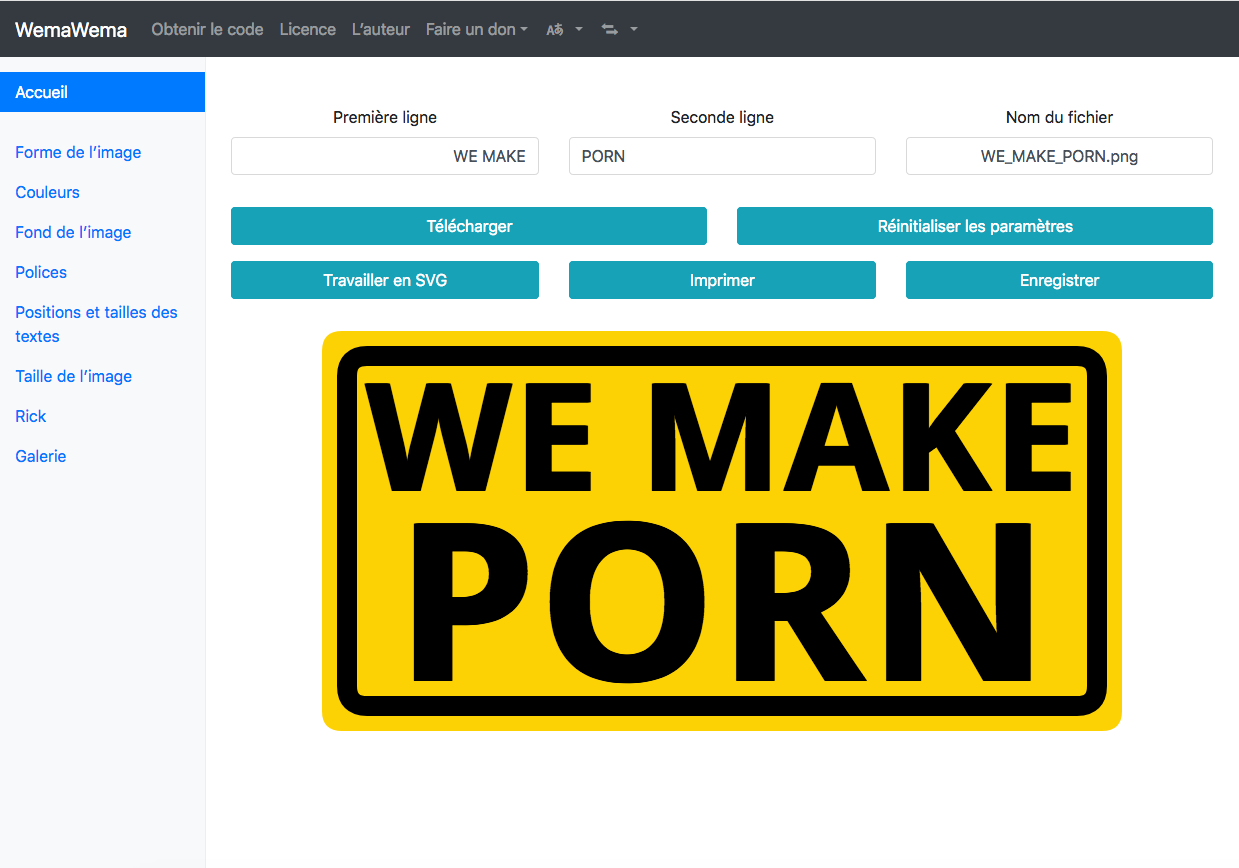 WemaWema Obtenir le code Licence L’auteur Faire un don Aあ
Accueil
Forme de l’image
Couleurs
Fond de l’image
Polices
Positions et tailles des
textes
Taille de l’image
Rick
Galerie
Première ligne Seconde ligne Nom du fichier
WE MAKE PORN WE_MAKE_PORN.png
Télécharger Réinitialiser les paramètres
Travailler en SVG Imprimer Enregistrer
WE MAKE
PORN